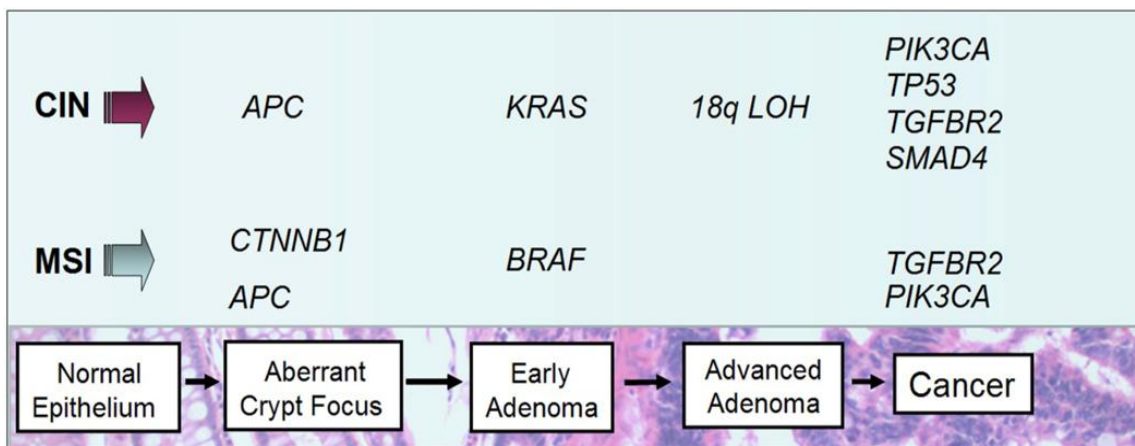 CIN
APC
KRAS
18q LOH
PIK3CA
TP53
TGFBR2
SMAD4
MSI
CTNNB1
APC
BRAF
TGFBR2
PIK3CA
Normal
Epithelium
Aberrant
Crypt Focus
Early
Adenoma
Advanced
Adenoma
Cancer